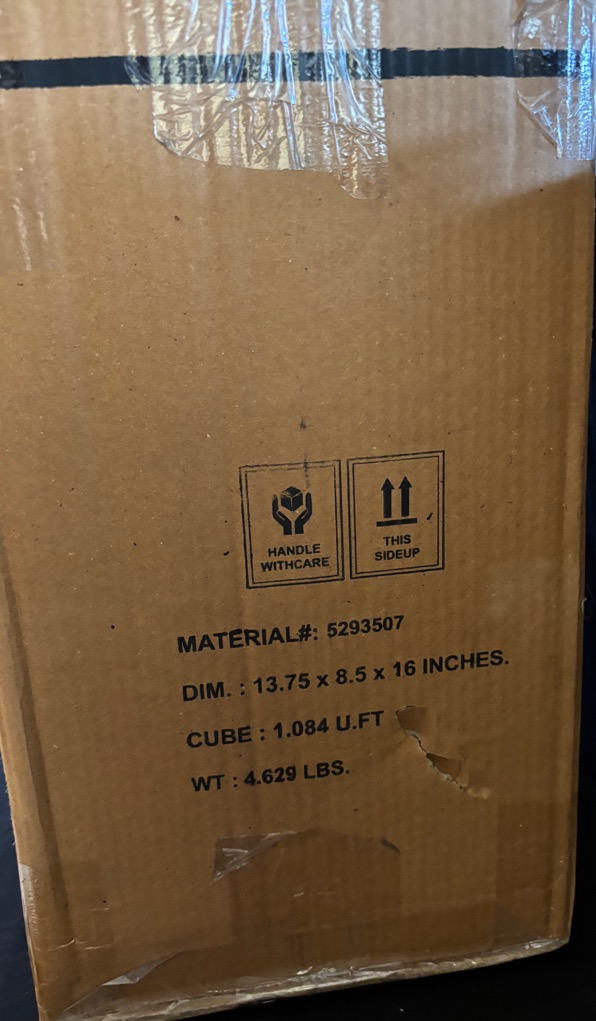 HANDLE
WITHCARE
THIS
SIDEUP
MATERIAL#: 5293507
DIM. : 13.75 x 8.5 x 16 INCHES.
CUBE : 1.084 U.FT
WT : 4.629 LBS.